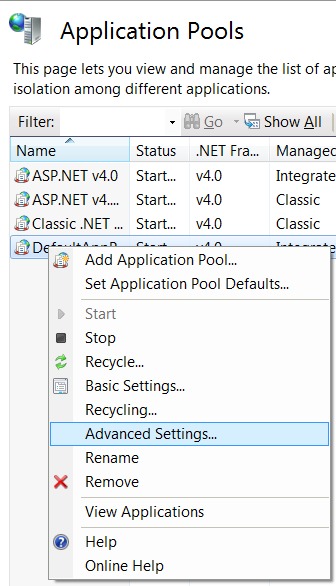 Application Pools
This page lets you view and manage the list of ap
isolation among different applications.
Filter: Go Show All
Name Status .NET Fra... Managed
ASP.NET v4.0 Start... v4.0 Integrate
ASP.NET v4.... Start... v4.0 Classic
Classic .NET ... Start... v4.0 Classic
DefaultAppP Start... v4.0 Integrate
Add Application Pool...
Set Application Pool Defaults...
Start
Stop
Recycle...
Basic Settings...
Recycling...
Advanced Settings...
Rename
Remove
View Applications
Help
Online Help